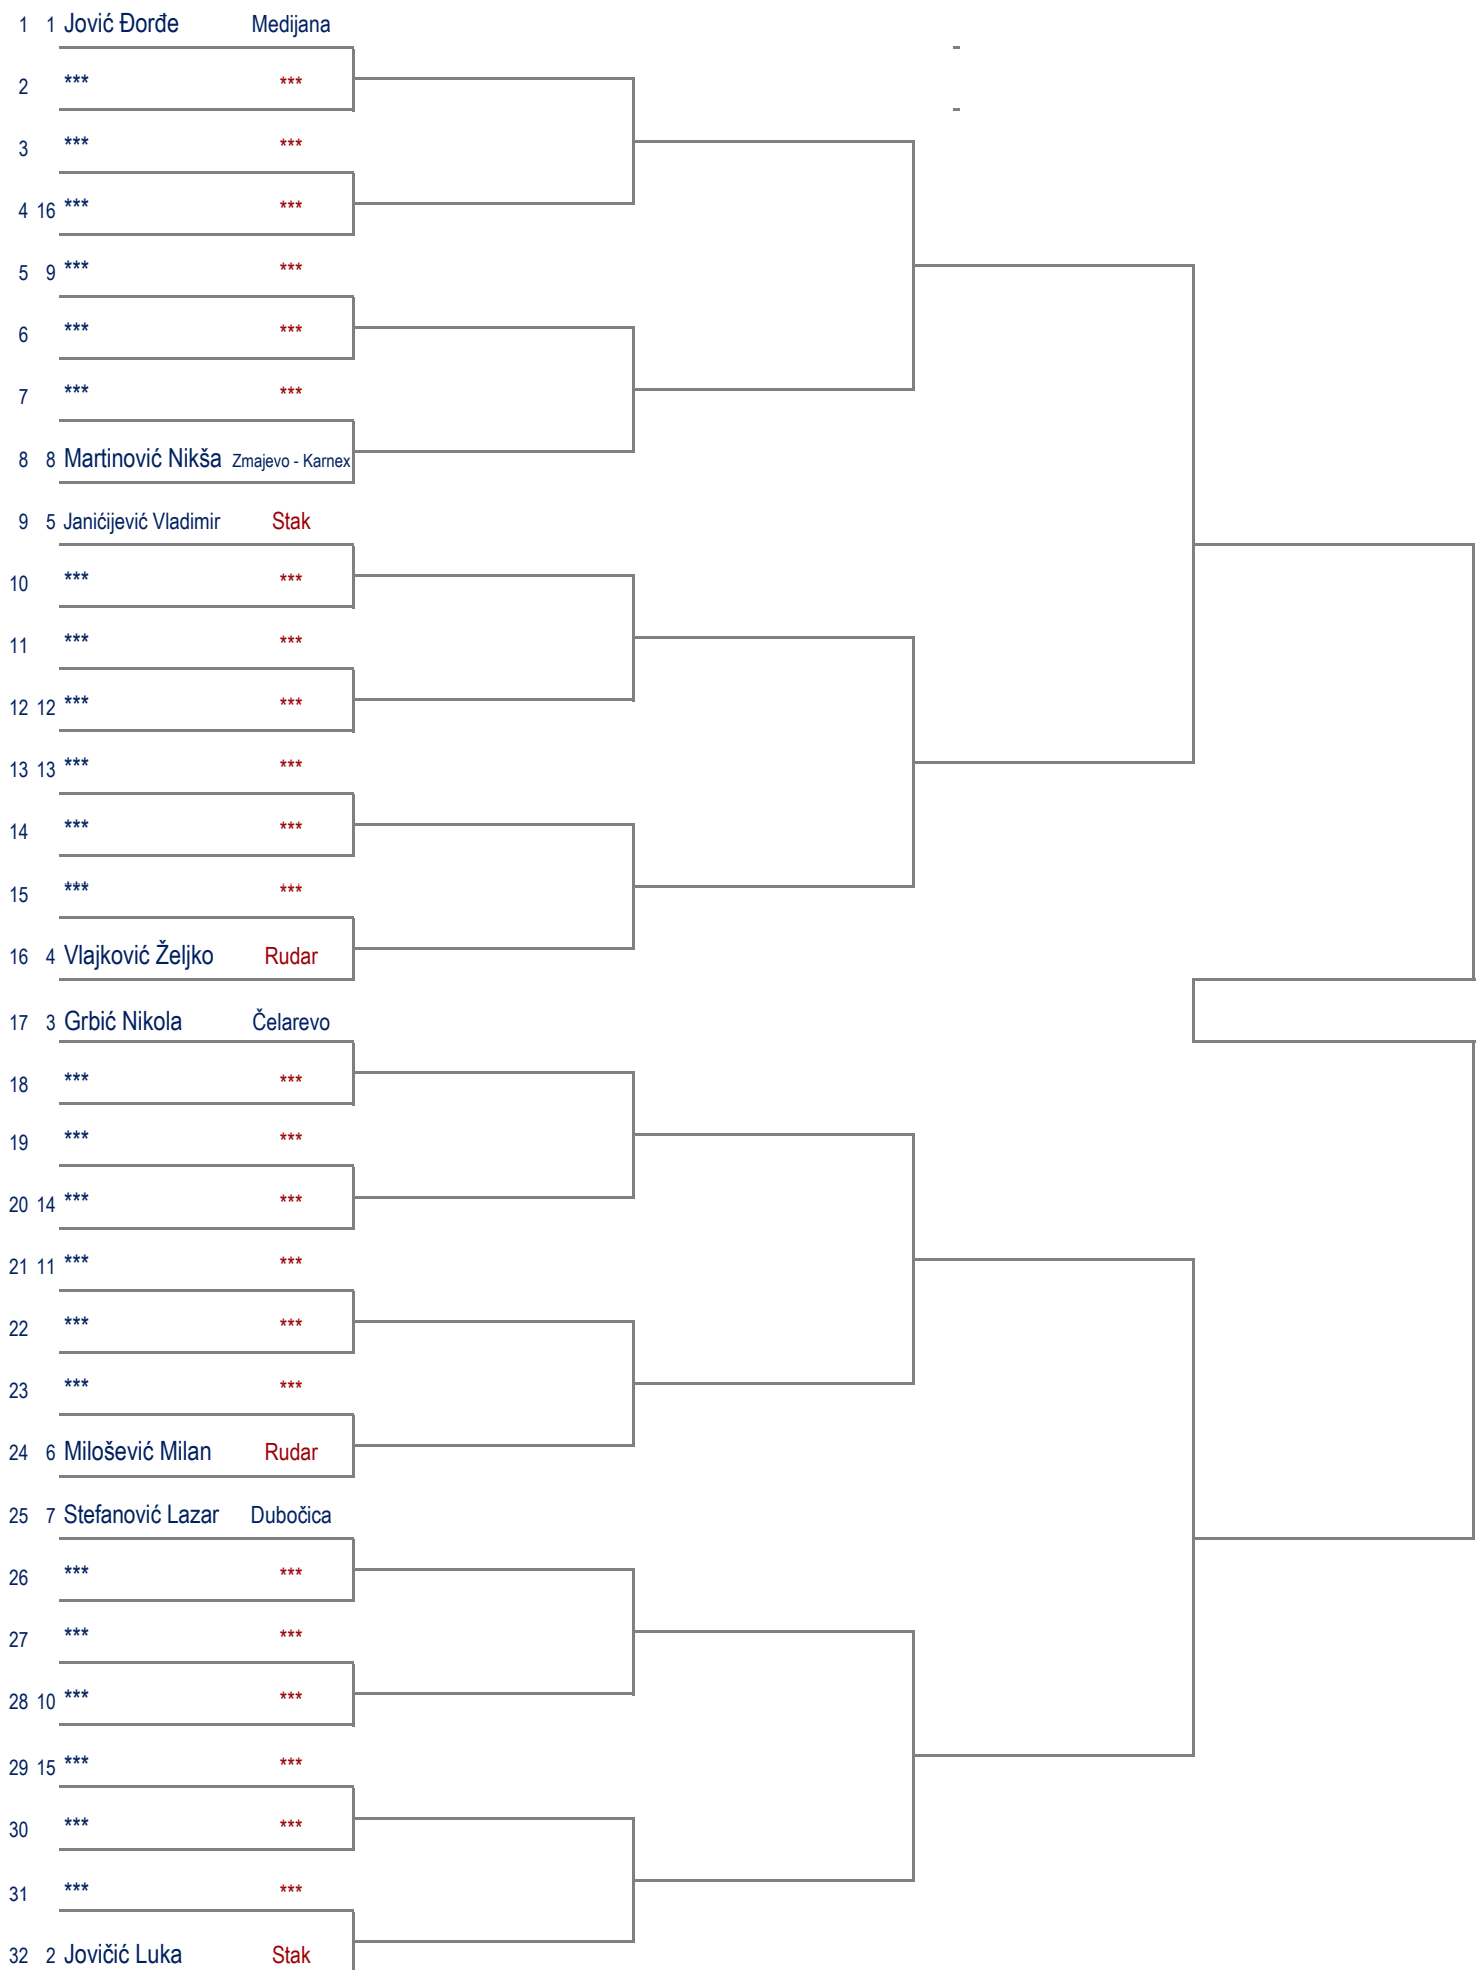 1 1 Jović Đorđe Medijana
2 *** ***
3 *** ***
4 16 *** ***
5 9 *** ***
6 *** ***
7 *** ***
8 8 Martinović Nikša Zmajevo - Karnex
9 5 Janićijević Vladimir Stak
10 *** ***
11 *** ***
12 12 *** ***
13 13 *** ***
14 *** ***
15 *** ***
16 4 Vlajković Željko Rudar
17 3 Grbić Nikola Čelarevo
18 *** ***
19 *** ***
20 14 *** ***
21 11 *** ***
22 *** ***
23 *** ***
24 6 Milošević Milan Rudar
25 7 Stefanović Lazar Dubočica
26 *** ***
27 *** ***
28 10 *** ***
29 15 *** ***
30 *** ***
31 *** ***
32 2 Jovičić Luka Stak